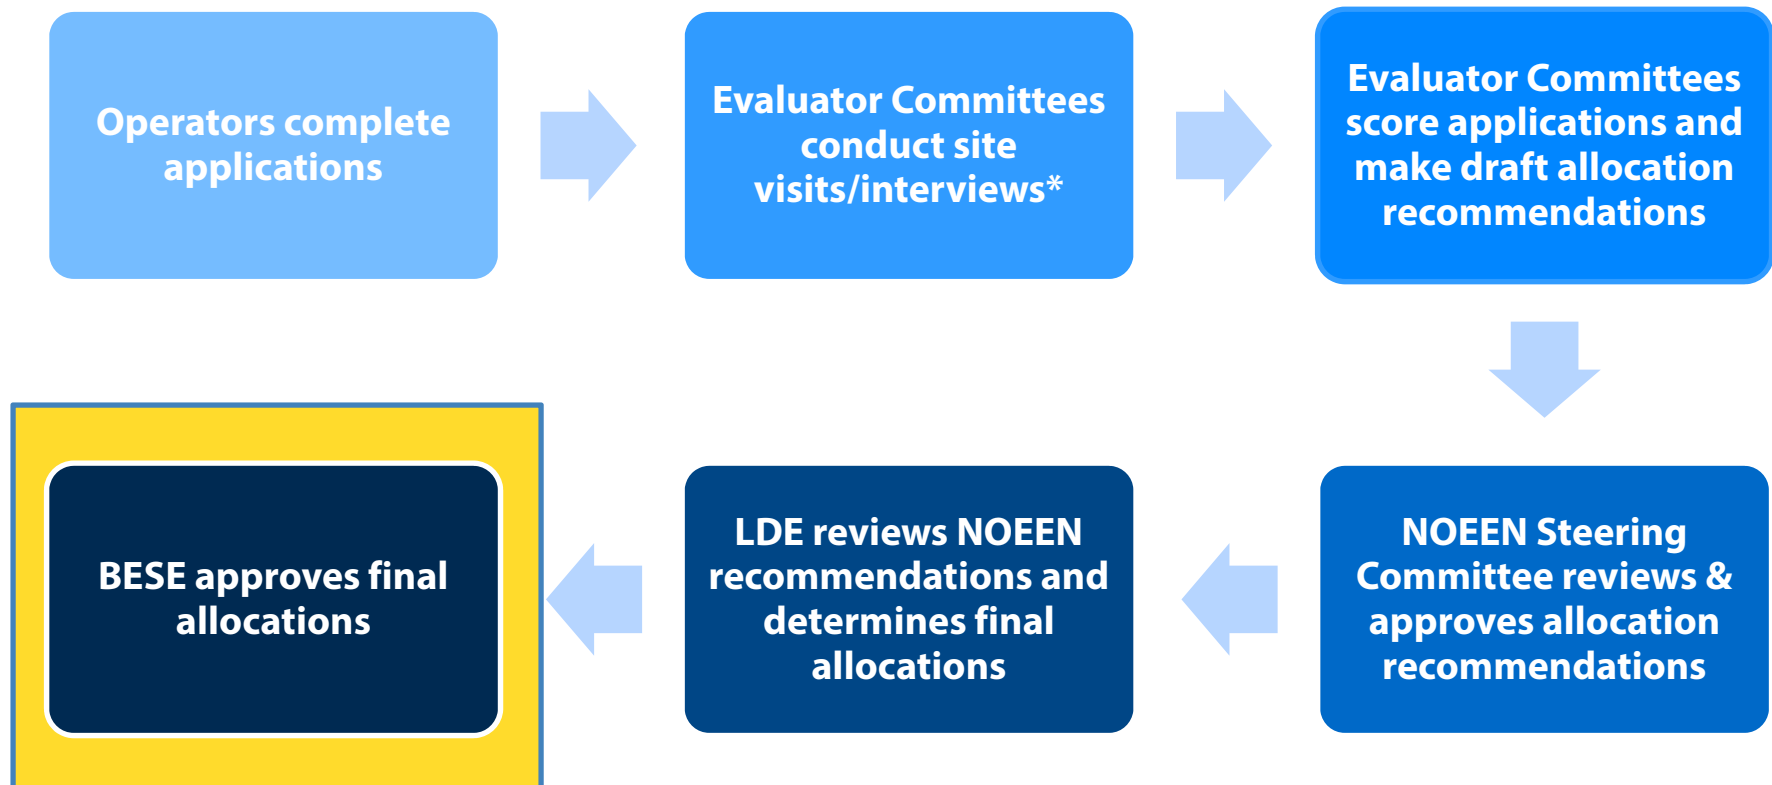 Operators complete
applications
Evaluator Committees
conduct site
visits/interviews*
Evaluator Committees
score applications and
make draft allocation
recommendations
NOEEN Steering
Committee reviews &
approves allocation
recommendations
LDE reviews NOEEN
recommendations and
determines final
allocations
BESE approves final
allocations